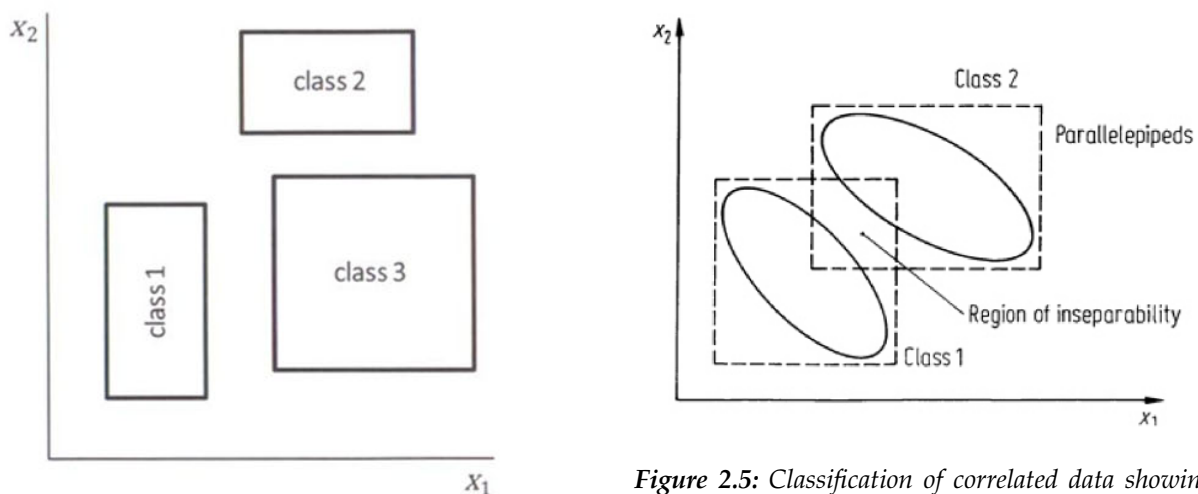 X2
class 2
class 1
class 3
X1
x2
Class 2
Parallelepipeds
Region of inseparability
Class 1
x1
Figure 2.5: Classification of correlated data showin